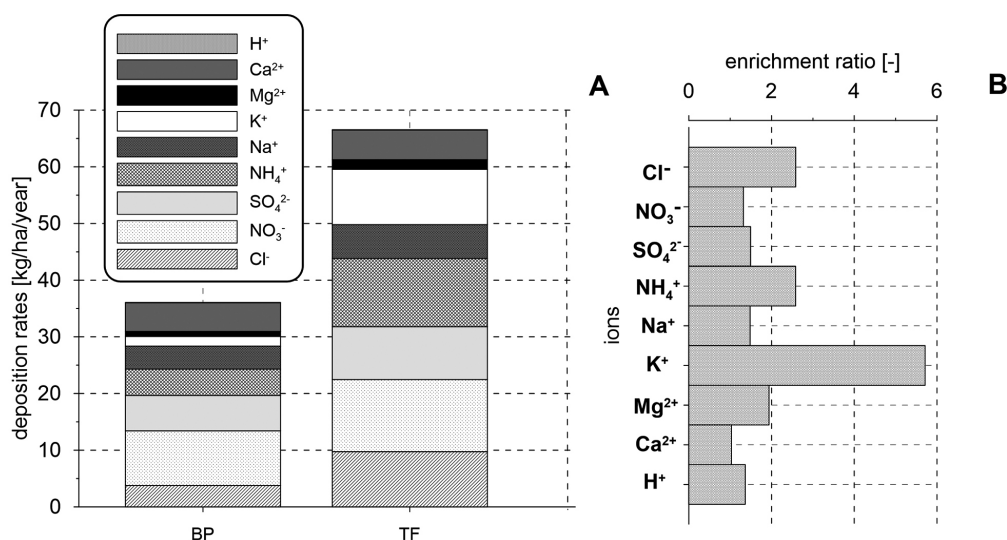 H⁺
Ca²⁺
Mg²⁺
K⁺
Na⁺
NH₄⁺
SO₄²⁻
NO₃⁻
Cl⁻
deposition rates [kg/ha/year]
70
60
50
40
30
20
10
0
BP
TF
A
enrichment ratio [-]
0 2 4 6
B
ions
Cl⁻
NO₃⁻
SO₄²⁻
NH₄⁺
Na⁺
K⁺
Mg²⁺
Ca²⁺
H⁺